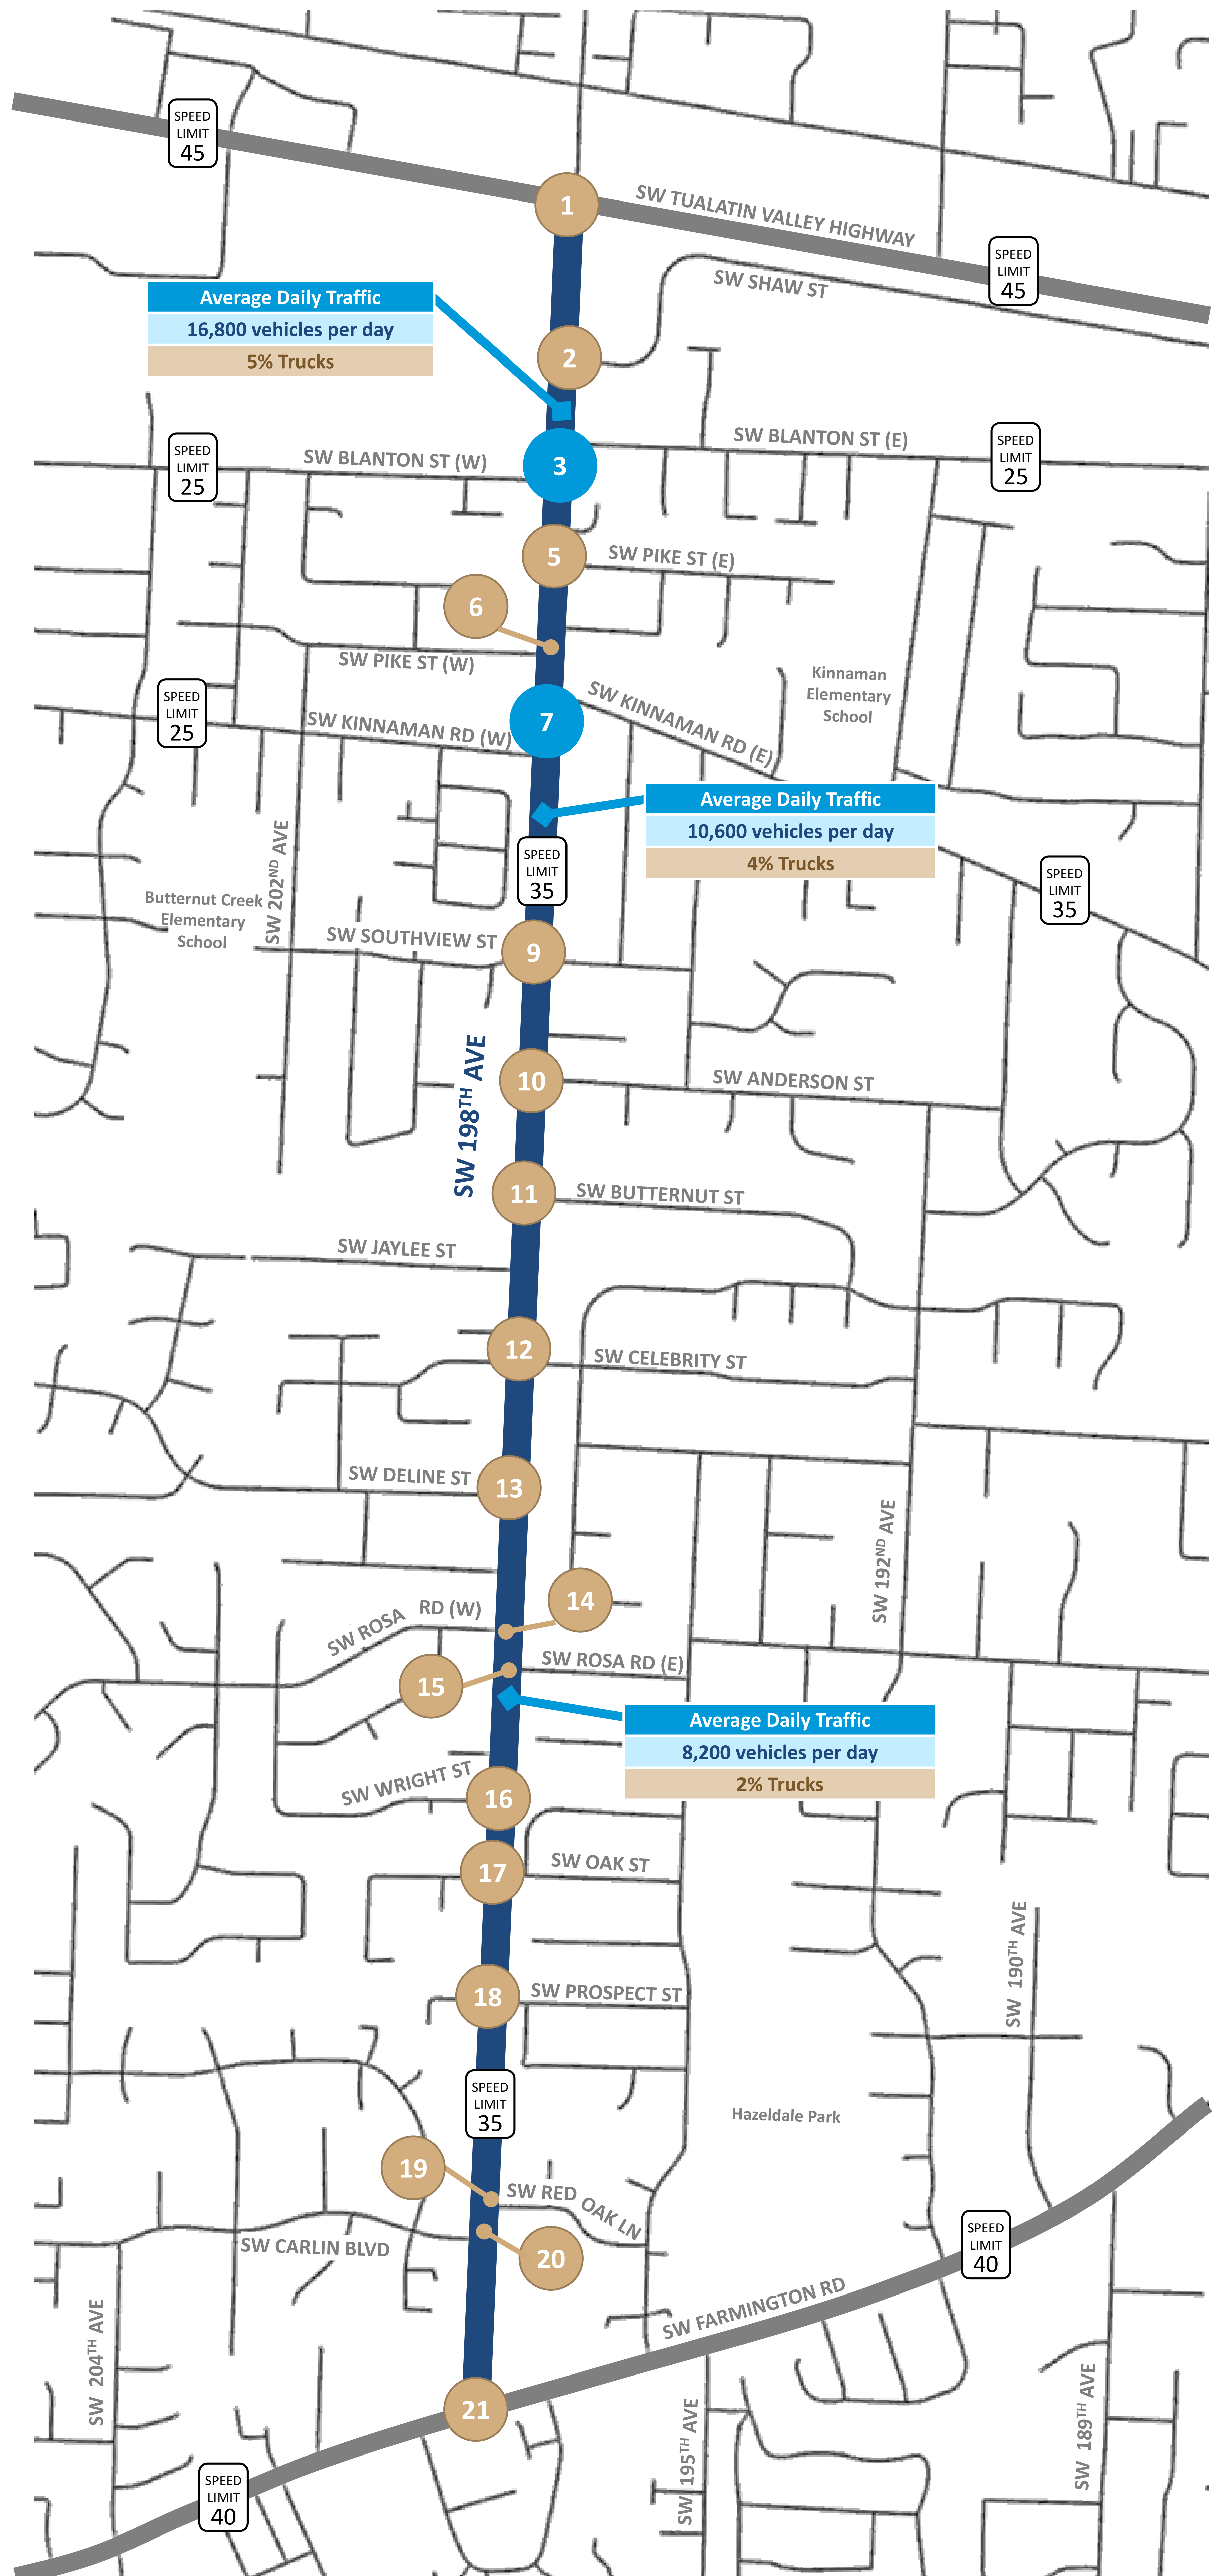 SPEED
LIMIT
45
1
SW TUALATIN VALLEY HIGHWAY
SPEED
LIMIT
45
SW SHAW ST
Average Daily Traffic
16,800 vehicles per day
5% Trucks
2
SW BLANTON ST (E)
SPEED
LIMIT
25
SPEED
LIMIT
25
SW BLANTON ST (W)
3
5
SW PIKE ST (E)
6
SW PIKE ST (W)
Kinnaman
Elementary
School
SPEED
LIMIT
25
SW KINNAMAN RD (W)
7
SW KINNAMAN RD (E)
Average Daily Traffic
10,600 vehicles per day
4% Trucks
SPEED
LIMIT
35
SPEED
LIMIT
35
SW 202ND AVE
Butternut Creek
Elementary
School
SW SOUTHVIEW ST
9
SW 198TH AVE
10
SW ANDERSON ST
11
SW BUTTERNUT ST
SW JAYLEE ST
12
SW CELEBRITY ST
SW DELINE ST
13
SW 192ND AVE
14
SW ROSA RD (W)
SW ROSA RD (E)
15
Average Daily Traffic
8,200 vehicles per day
2% Trucks
SW WRIGHT ST
16
17
SW OAK ST
SW 190TH AVE
18
SW PROSPECT ST
SPEED
LIMIT
35
Hazeldale Park
19
SW RED OAK LN
SW CARLIN BLVD
20
SPEED
LIMIT
40
SW FARMINGTON RD
SW 204TH AVE
21
SW 195TH AVE
SW 189TH AVE
SPEED
LIMIT
40